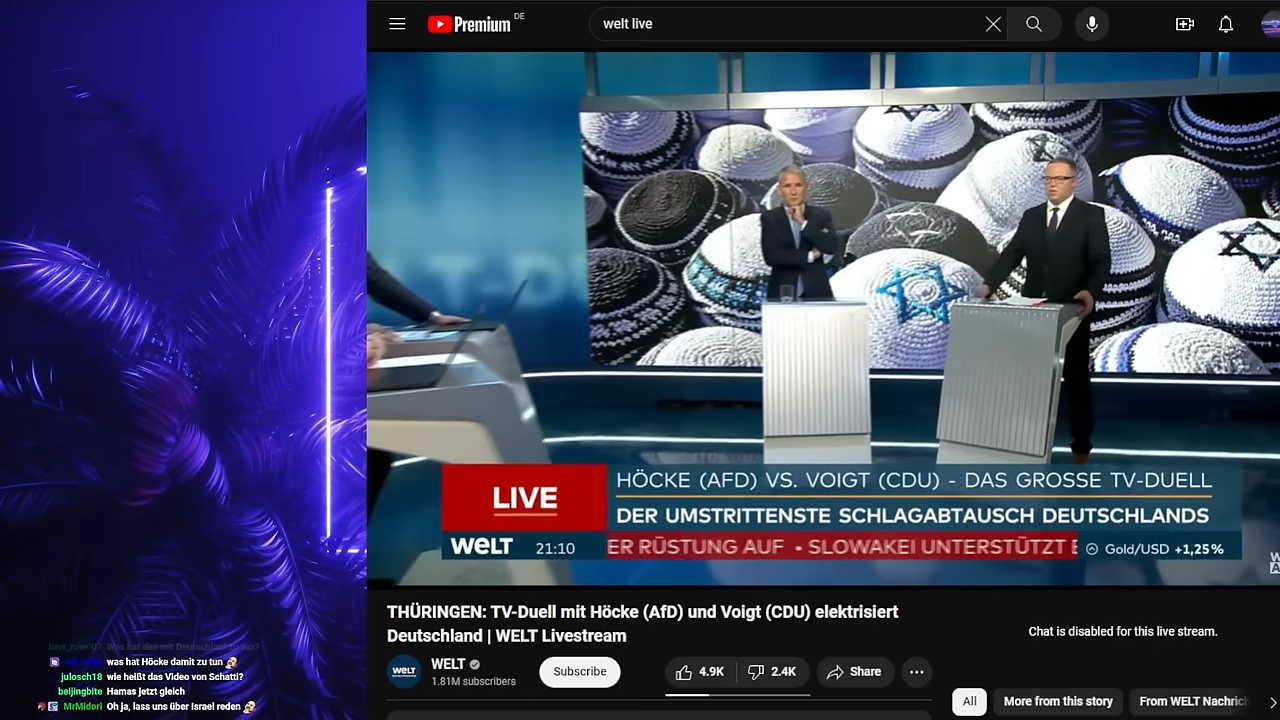 Premium DE
welt live
HÖCKE (AFD) VS. VOIGT (CDU) - DAS GROSSE TV-DUELL
LIVE
DER UMSTRITTENSTE SCHLAGABTAUSCH DEUTSCHLANDS
WELT 21:10
ER RÜSTUNG AUF • SLOWAKEI UNTERSTÜTZT
Gold/USD +1,25%
THÜRINGEN: TV-Duell mit Höcke (AfD) und Voigt (CDU) elektrisiert
Deutschland | WELT Livestream
Chat is disabled for this live stream.
WELT
1.81M subscribers
Subscribe
4.9K
2.4K
Share
All
More from this story
From WELT Nachric
was hat Höcke damit zu tun
julosch18 wie heißt das Video von Schatti?
beijingbite Hamas jetzt gleich
MrMidori Oh ja, lass uns über Israel reden